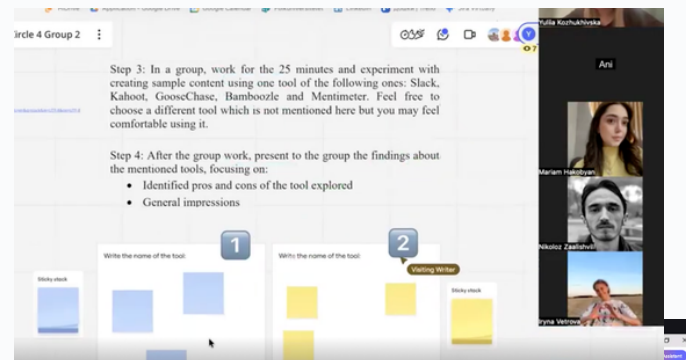 ircle 4 Group 2
Yuliia Kozhukhivska
7
Ani
Step 3: In a group, work for the 25 minutes and experiment with
creating sample content using one tool of the following ones: Slack,
Kahoot, GooseChase, Bamboozle and Mentimeter. Feel free to
choose a different tool which is not mentioned here but you may feel
comfortable using it.
Step 4: After the group work, present to the group the findings about
the mentioned tools, focusing on:
• Identified pros and cons of the tool explored
• General impressions
Mariam Hakobyan
Nikoloz Zaalishvili
1
2
Write the name of the tool:
Write the name of the tool:
Visiting Writer
Sticky stack
Sticky stack
Iryna Vetrova